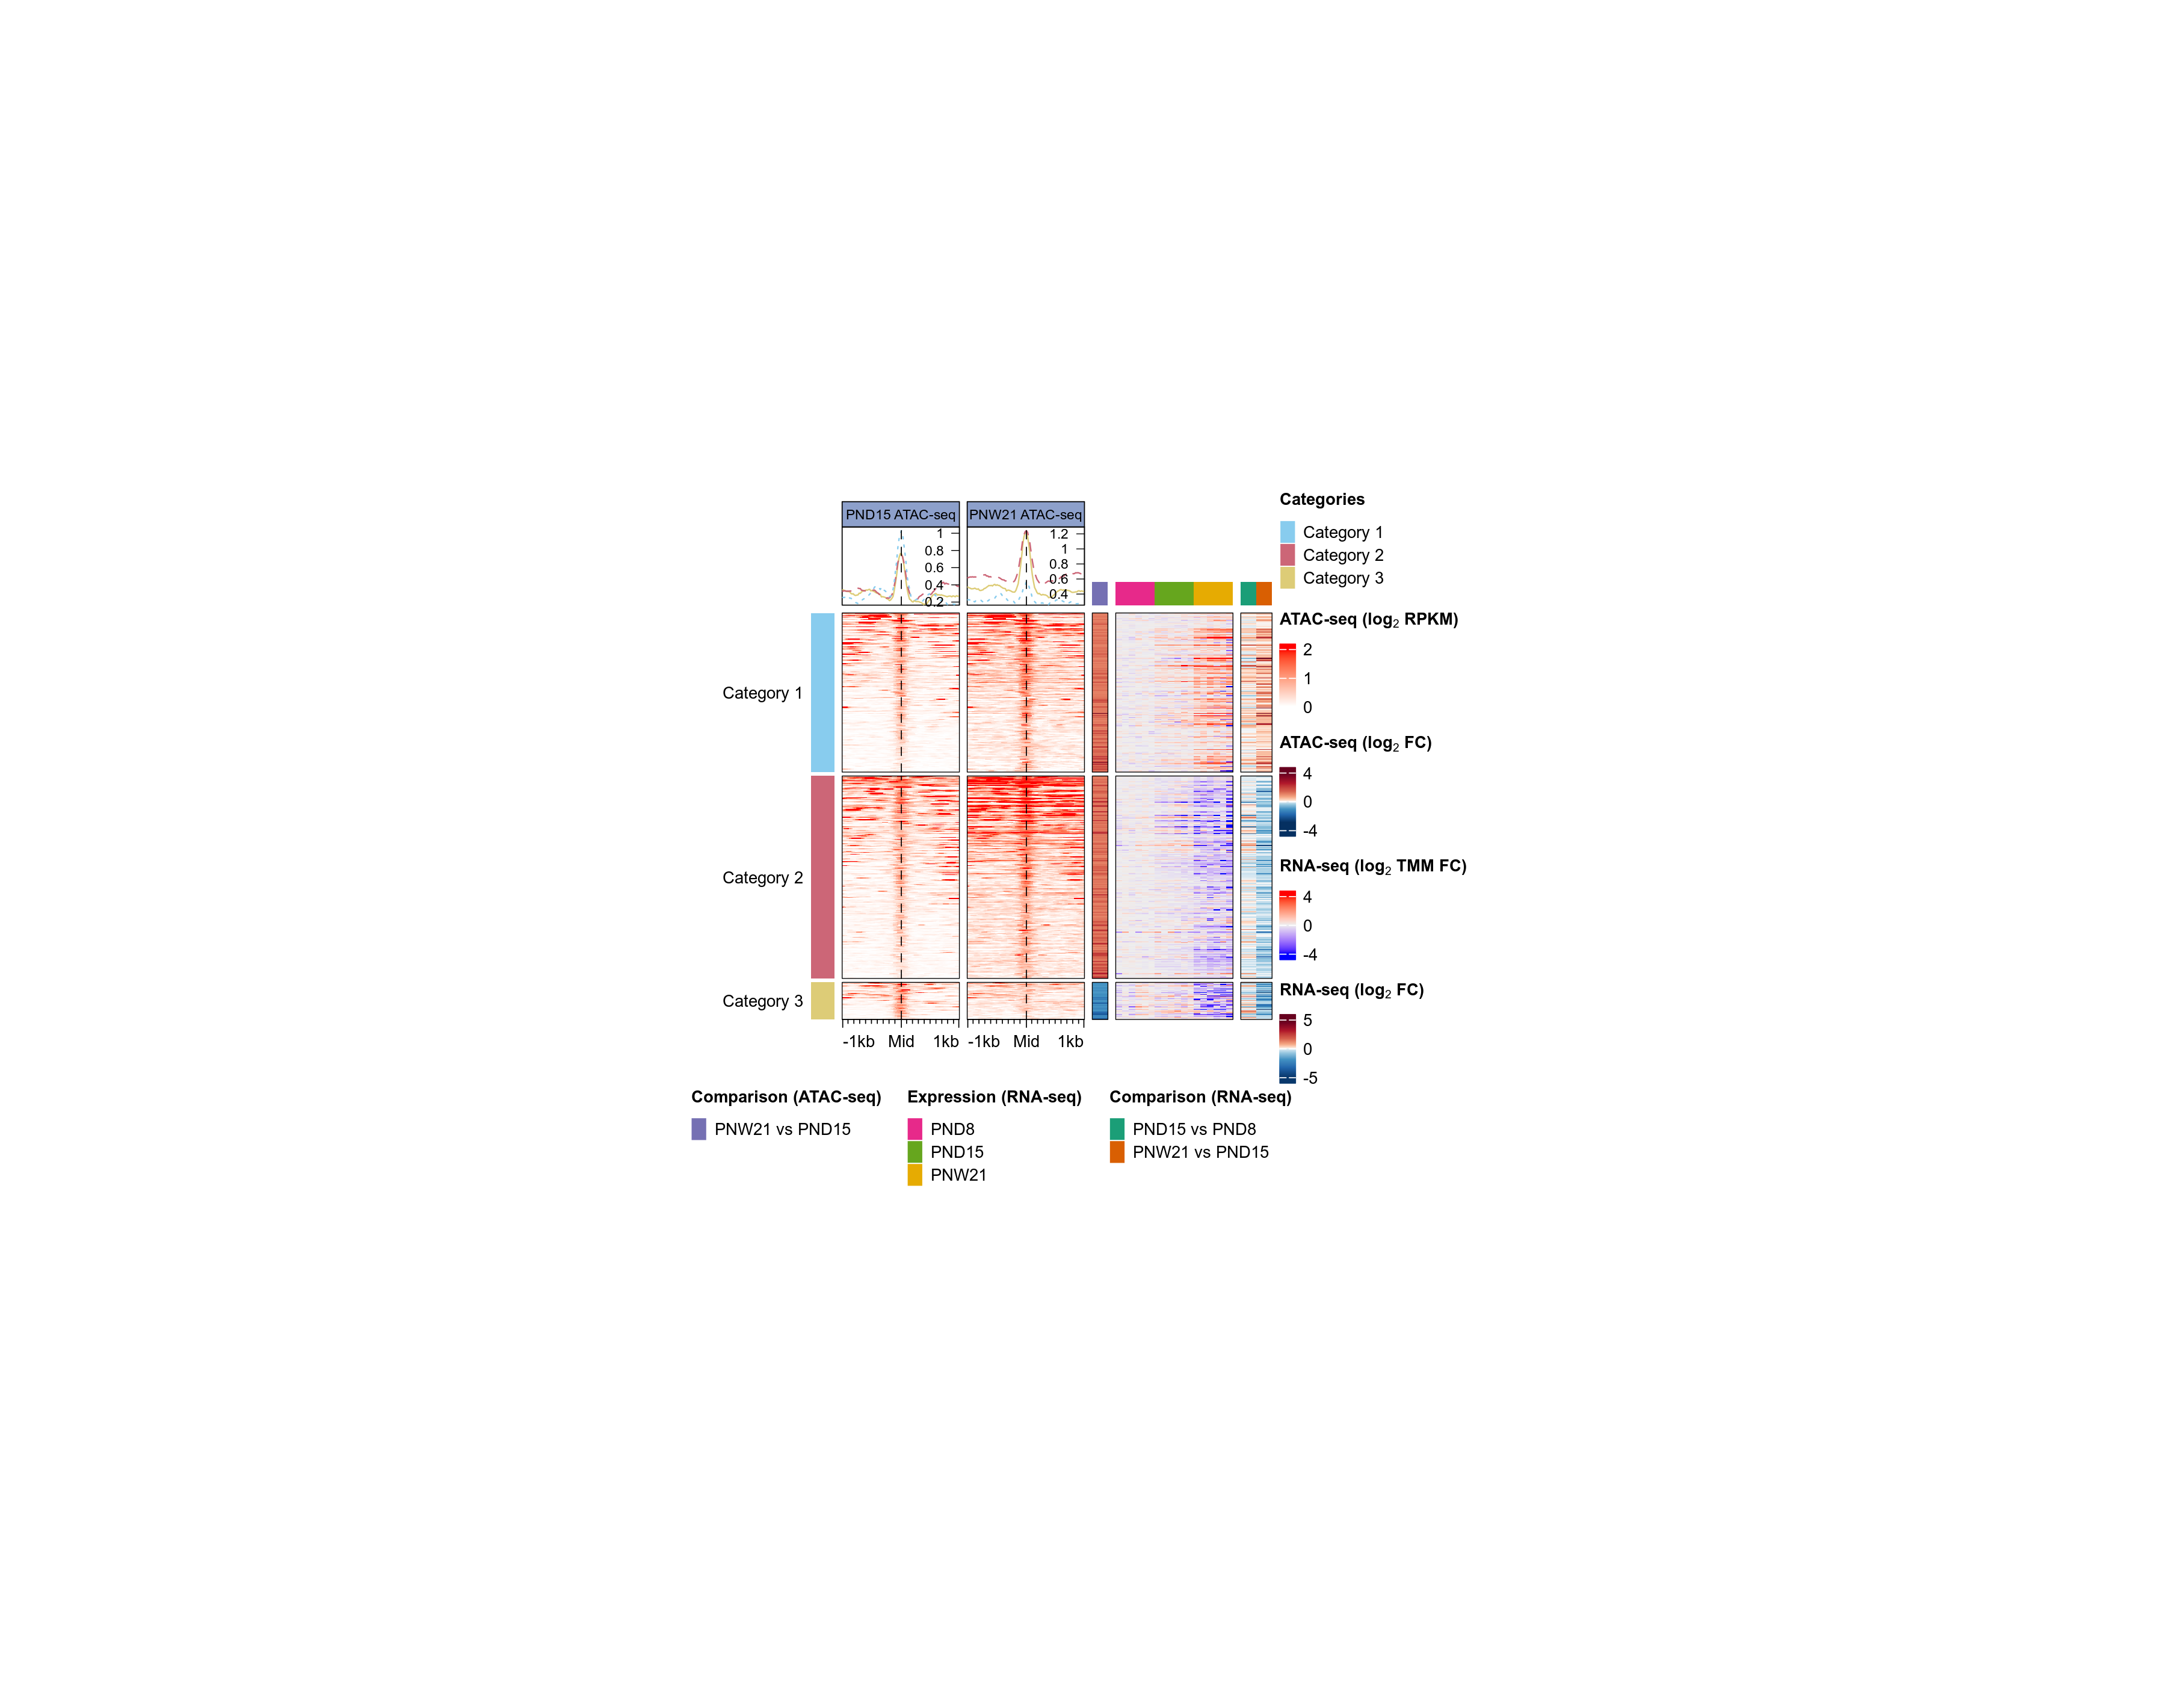 PND15 ATAC-seq
PNW21 ATAC-seq
1
0.8
0.6
0.4
0.2
1.2
1
0.8
0.6
0.4
Category 1
Category 2
Category 3
-1kb Mid 1kb
-1kb Mid 1kb
Categories
Category 1
Category 2
Category 3
ATAC-seq (log2 RPKM)
2
1
0
ATAC-seq (log2 FC)
4
0
-4
RNA-seq (log2 TMM FC)
4
0
-4
RNA-seq (log2 FC)
5
0
-5
Comparison (ATAC-seq)
PNW21 vs PND15
Expression (RNA-seq)
PND8
PND15
PNW21
Comparison (RNA-seq)
PND15 vs PND8
PNW21 vs PND15